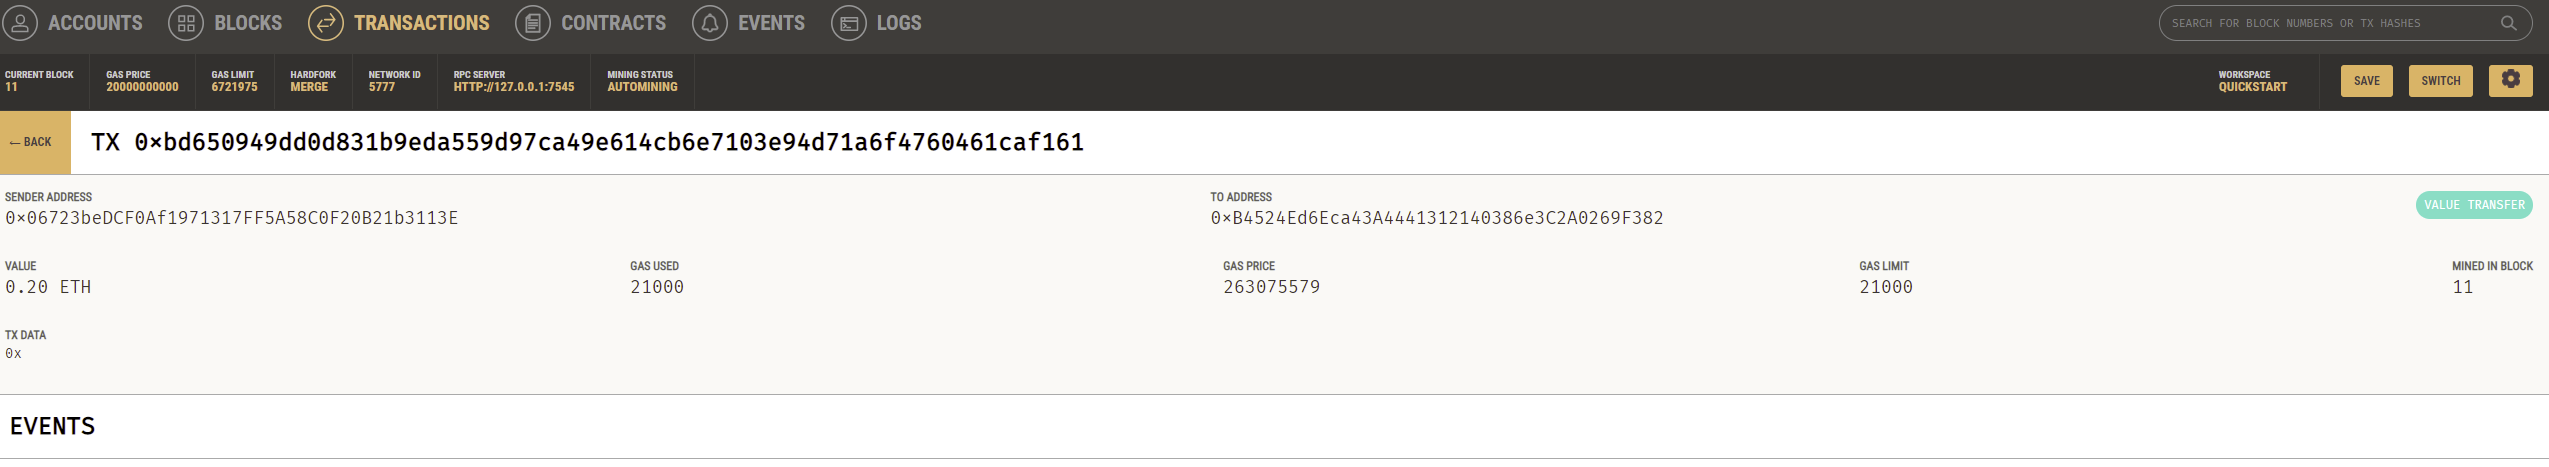 ACCOUNTS BLOCKS TRANSACTIONS CONTRACTS EVENTS LOGS SEARCH FOR BLOCK NUMBERS OR TX HASHES
CURRENT BLOCK GAS PRICE GAS LIMIT HARDFORK NETWORK ID RPC SERVER MINING STATUS WORKSPACE
11 20000000000 6721975 MERGE 5777 HTTP://127.0.0.1:7545 AUTOMINING QUICKSTART SAVE SWITCH
← BACK TX 0×bd650949dd0d831b9eda559d97ca49e614cb6e7103e94d71a6f4760461caf161
SENDER ADDRESS TO ADDRESS
0×06723beDCF0Af1971317FF5A58C0F20B21b3113E 0×B4524Ed6Eca43A4441312140386e3C2A0269F382 VALUE TRANSFER
VALUE GAS USED GAS PRICE GAS LIMIT MINED IN BLOCK
0.20 ETH 21000 263075579 21000 11
TX DATA
0x
EVENTS